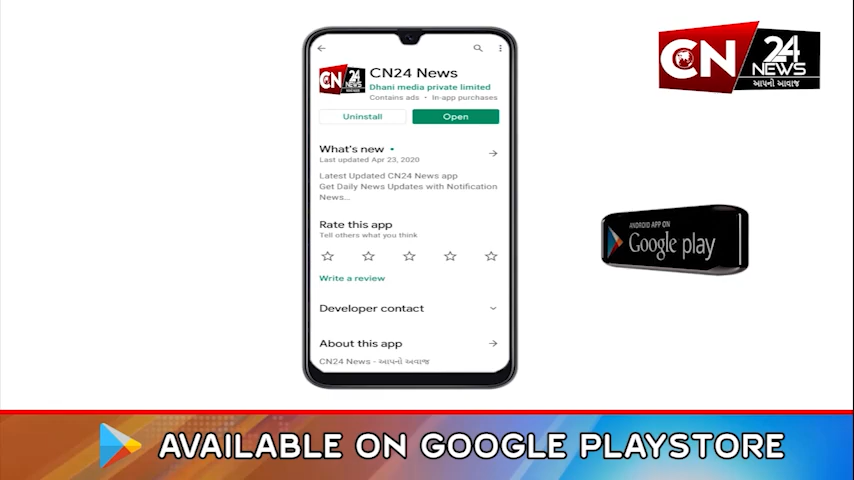 CN24 News
Dhani media private limited
Contains ads • In-app purchases
Uninstall
Open
What's new •
Last updated Apr 23, 2020
Latest Updated CN24 News app
Get Daily News Updates with Notification
News...
Rate this app
Tell others what you think
Write a review
Developer contact
About this app
CN24 News - આપનો અવાજ
CN 24
NEWS
આપનો અવાજ
ANDROID APP ON
Google play
AVAILABLE ON GOOGLE PLAYSTORE